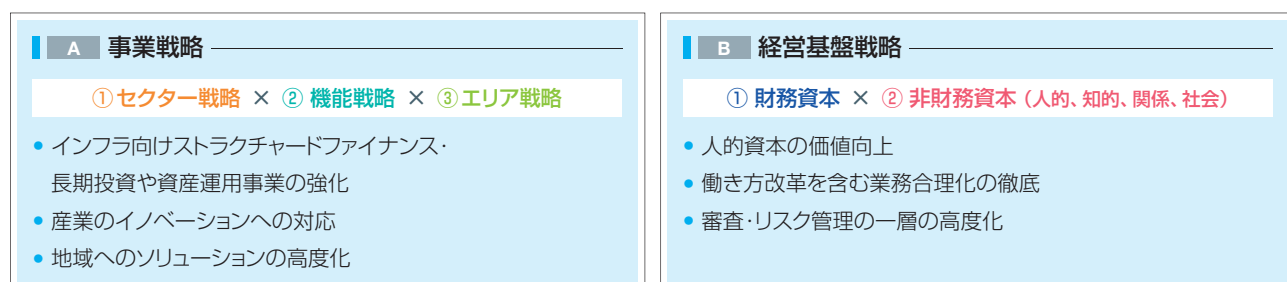 A 事業戦略
①セクター戦略 × ② 機能戦略 × ③エリア戦略
• インフラ向けストラクチャードファイナンス・
長期投資や資産運用事業の強化
• 産業のイノベーションへの対応
• 地域へのソリューションの高度化
B 経営基盤戦略
① 財務資本 × ② 非財務資本（人的、知的、関係、社会）
• 人的資本の価値向上
• 働き方改革を含む業務合理化の徹底
• 審査・リスク管理の一層の高度化